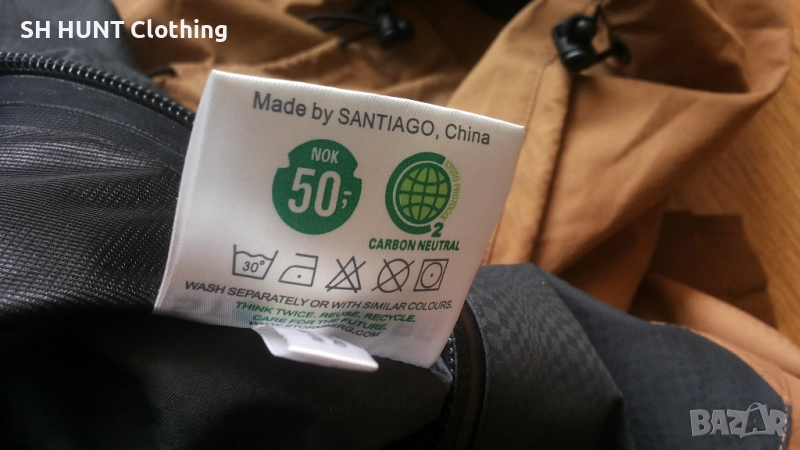 SH HUNT Clothing
Made by SANTIAGO, China
NOK
50,-
2
CARBON NEUTRAL
30°
WASH SEPARATELY OR WITH SIMILAR COLOURS.
THINK TWICE. REUSE. RECYCLE.
CARE FOR THE FUTURE.
BAZAR